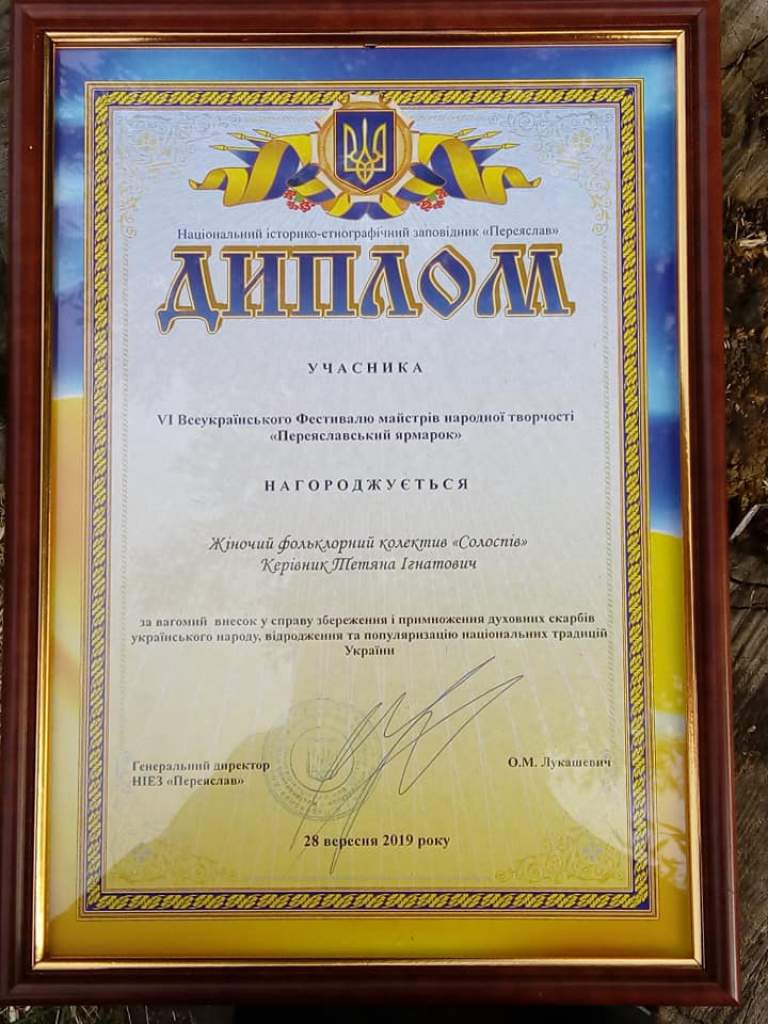 Національний історико-етнографічний заповідник «Переяслав»
ДИПЛОМ
УЧАСНИКА
VI Всеукраїнського Фестивалю майстрів народної творчості
«Переяславський ярмарок»
НАГОРОДЖУЄТЬСЯ
Жіночий фольклорний колектив «Солоспів»
Керівник Тетяна Ігнатович
за вагомий внесок у справу збереження і примноження духовних скарбів
українського народу, відродження та популяризацію національних традицій
України
Генеральний директор
НІЕЗ «Переяслав»
О.М. Лукашевич
28 вересня 2019 року